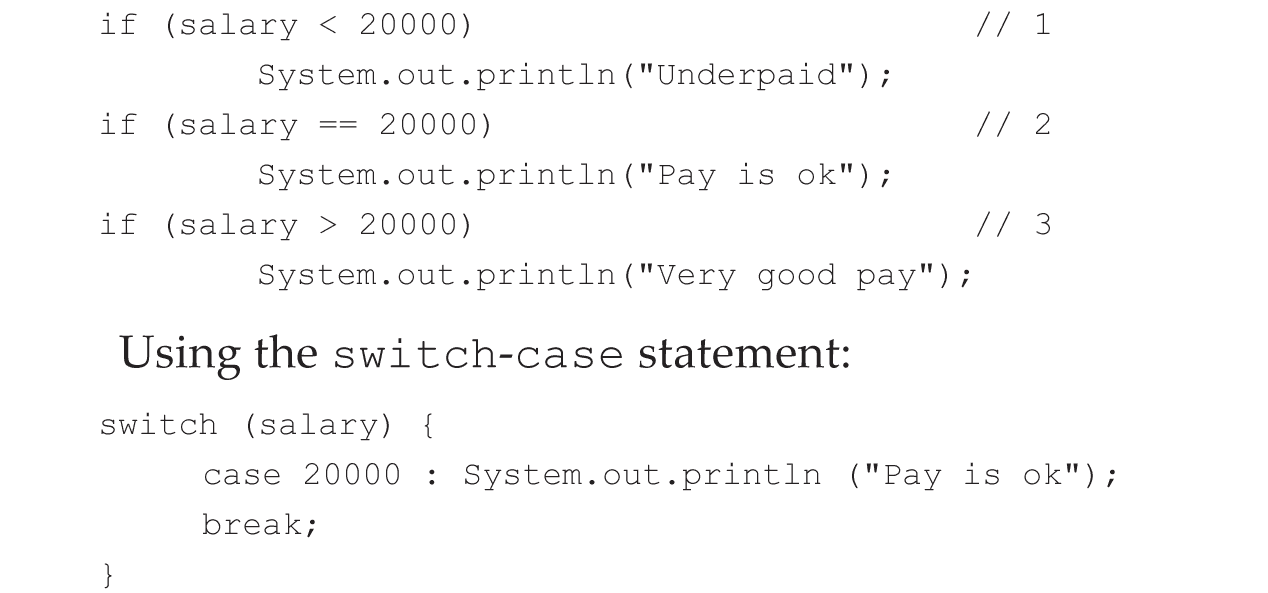 if (salary < 20000) // 1
System.out.println("Underpaid");
if (salary == 20000) // 2
System.out.println("Pay is ok");
if (salary > 20000) // 3
System.out.println("Very good pay");
Using the switch-case statement:
switch (salary) {
case 20000 : System.out.println ("Pay is ok");
break;
}